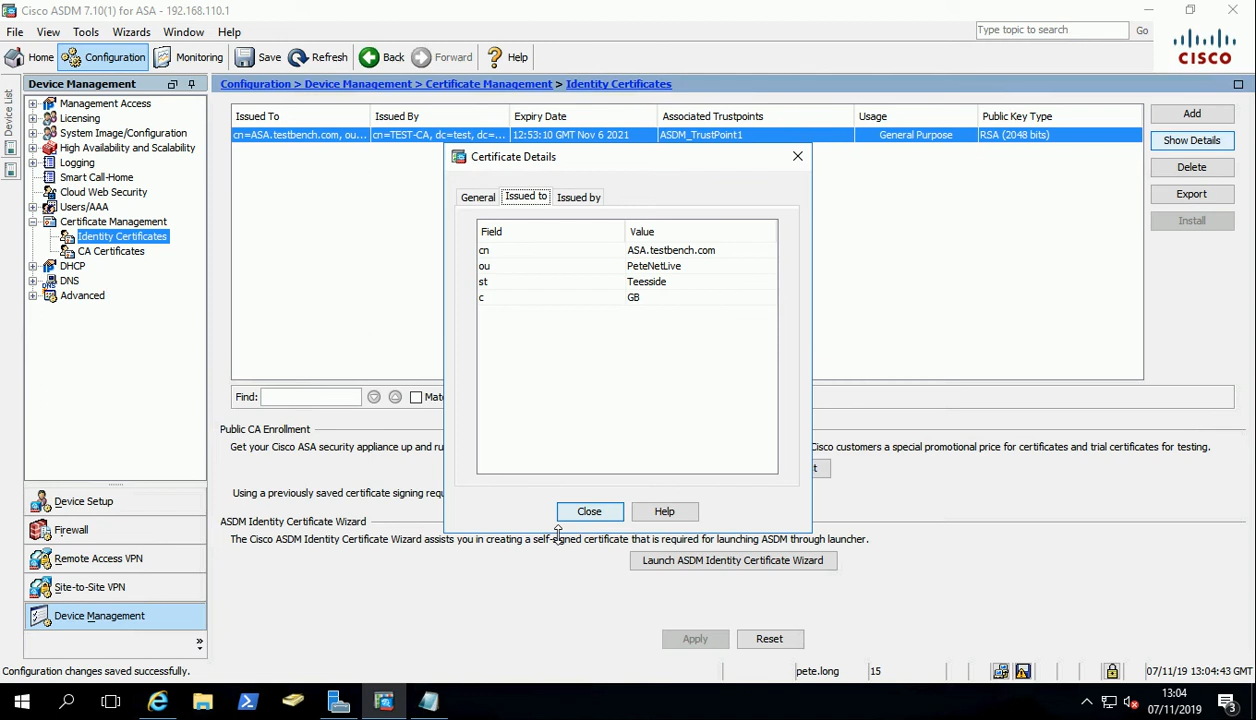 Cisco ASDM 7.10(1) for ASA - 192.168.110.1
File View Tools Wizards Window Help
Type topic to search Go
Home Configuration Monitoring Save Refresh Back Forward Help
CISCO
Device List
Device Management
Management Access
Licensing
System Image/Configuration
High Availability and Scalability
Logging
Smart Call-Home
Cloud Web Security
Users/AAA
Certificate Management
Identity Certificates
CA Certificates
DHCP
DNS
Advanced
Device Setup
Firewall
Remote Access VPN
Site-to-Site VPN
Device Management
»
Configuration > Device Management > Certificate Management > Identity Certificates
Issued To Issued By Expiry Date Associated Trustpoints Usage Public Key Type
cn=ASA.testbench.com, ou... cn=TEST-CA, dc=test, dc=... 12:53:10 GMT Nov 6 2021 ASDM_TrustPoint1 General Purpose RSA (2048 bits)
Add
Show Details
Delete
Export
Install
Certificate Details
General Issued to Issued by
Field Value
cn ASA.testbench.com
ou PeteNetLive
st Teesside
c GB
Close Help
Find: Mat
Public CA Enrollment
Get your Cisco ASA security appliance up and ru Cisco customers a special promotional price for certificates and trial certificates for testing.
t
Using a previously saved certificate signing requ
ASDM Identity Certificate Wizard
The Cisco ASDM Identity Certificate Wizard assists you in creating a self-signed certificate that is required for launching ASDM through launcher.
Launch ASDM Identity Certificate Wizard
Apply Reset
Configuration changes saved successfully. pete.long 15 07/11/19 13:04:43 GMT
13:04
07/11/2019
3